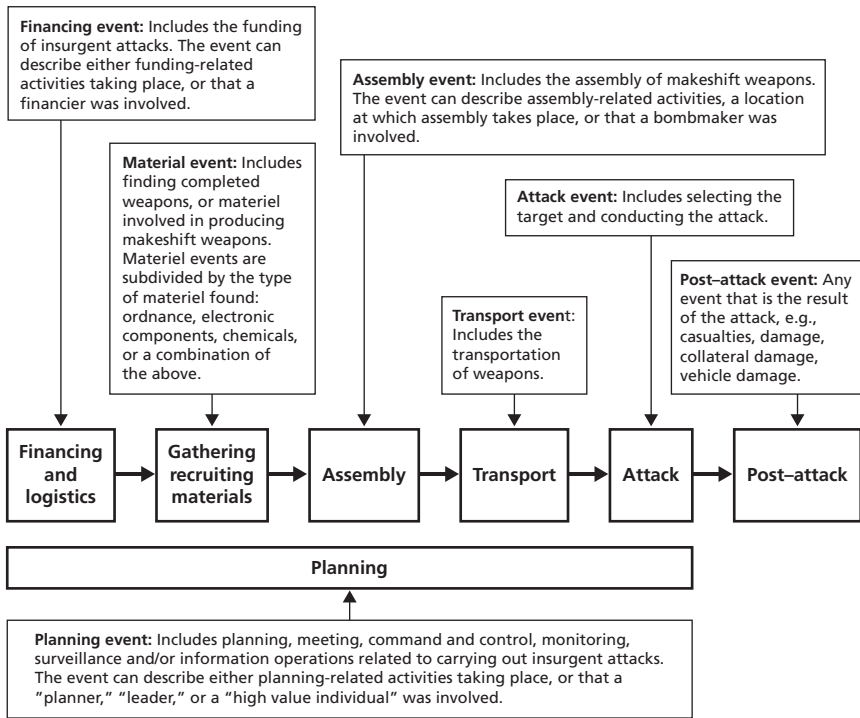 Financing event: Includes the funding
of insurgent attacks. The event can
describe either funding-related
activities taking place, or that a
financier was involved.
Assembly event: Includes the assembly of makeshift weapons.
The event can describe assembly-related activities, a location
at which assembly takes place, or that a bombmaker was
involved.
Material event: Includes
finding completed
weapons, or materiel
involved in producing
makeshift weapons.
Materiel events are
subdivided by the type
of materiel found:
ordnance, electronic
components, chemicals,
or a combination of
the above.
Attack event: Includes selecting the
target and conducting the attack.
Post–attack event: Any
event that is the result
of the attack, e.g.,
casualties, damage,
collateral damage,
vehicle damage.
Transport event:
Includes the
transportation
of weapons.
Financing
and
logistics
Gathering
recruiting
materials
Assembly
Transport
Attack
Post–attack
Planning
Planning event: Includes planning, meeting, command and control, monitoring,
surveillance and/or information operations related to carrying out insurgent attacks.
The event can describe either planning-related activities taking place, or that a
”planner,” “leader,” or a “high value individual” was involved.